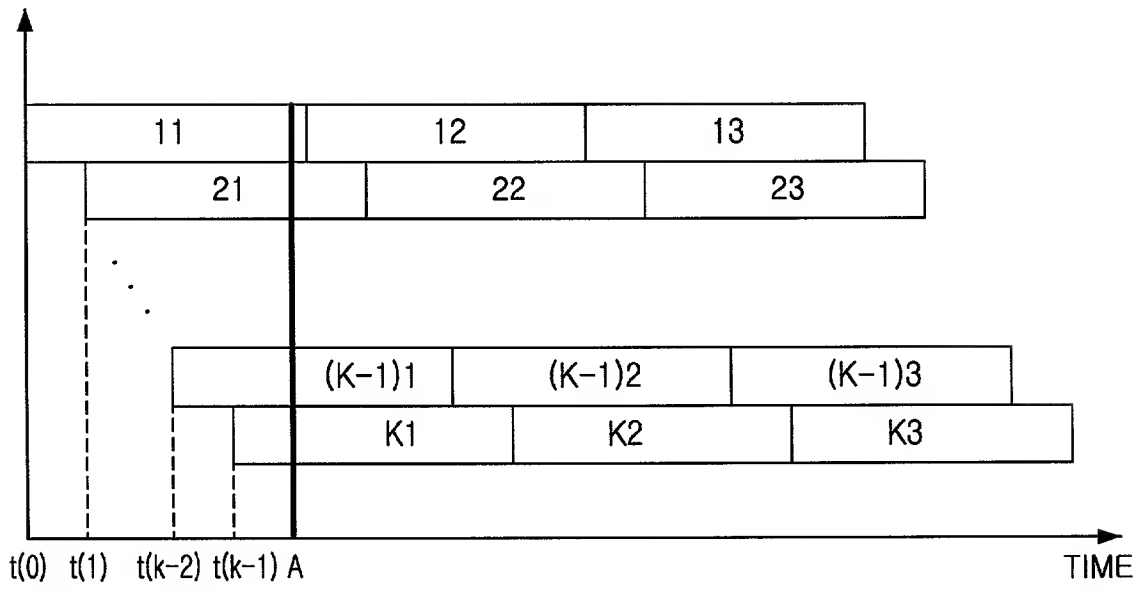 11 12 13
21 22 23
(K-1)1 (K-1)2 (K-1)3
K1 K2 K3
t(0) t(1) t(k-2) t(k-1) A TIME